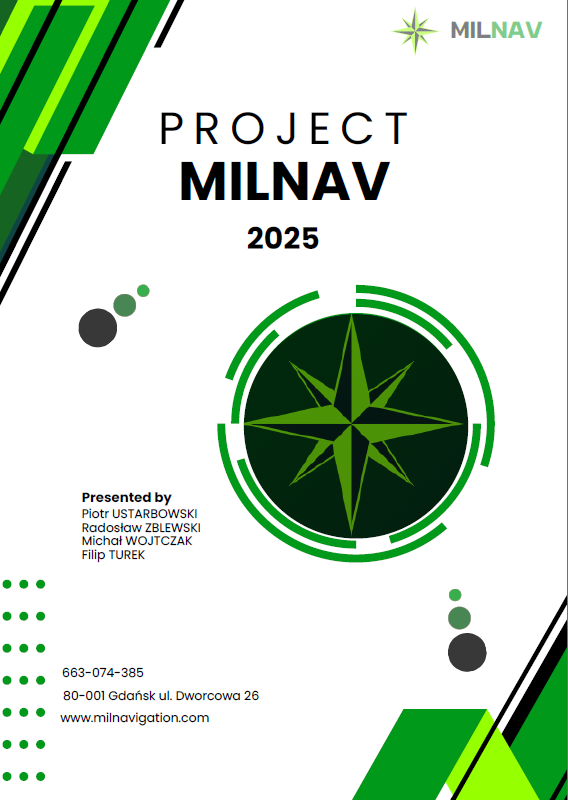 MILNAV
PROJECT
MILNAV
2025
Presented by
Piotr USTARBOWSKI
Radosław ZBLEWSKI
Michał WOJTCZAK
Filip TUREK
663-074-385
80-001 Gdańsk ul. Dworcowa 26
www.milnavigation.com